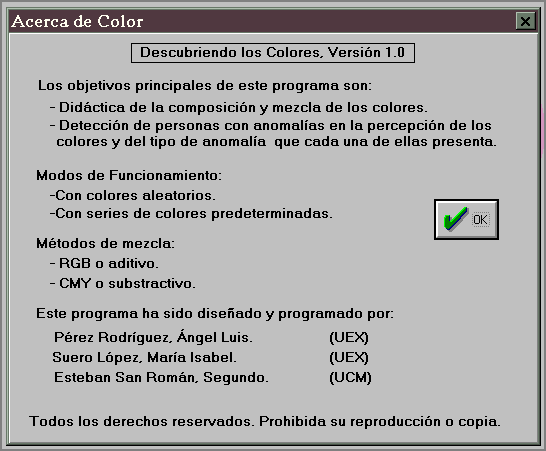 Acerca de Color
Descubriendo los Colores, Versión 1.0
Los objetivos principales de este programa son:
- Didáctica de la composición y mezcla de los colores.
- Detección de personas con anomalías en la percepción de los
colores y del tipo de anomalía que cada una de ellas presenta.
Modos de Funcionamiento:
-Con colores aleatorios.
-Con series de colores predeterminadas.
OK
Métodos de mezcla:
- RGB o aditivo.
- CMY o substractivo.
Este programa ha sido diseñado y programado por:
Pérez Rodríguez, Ángel Luis. (UEX)
Suero López, María Isabel. (UEX)
Esteban San Román, Segundo. (UCM)
Todos los derechos reservados. Prohibida su reproducción o copia.